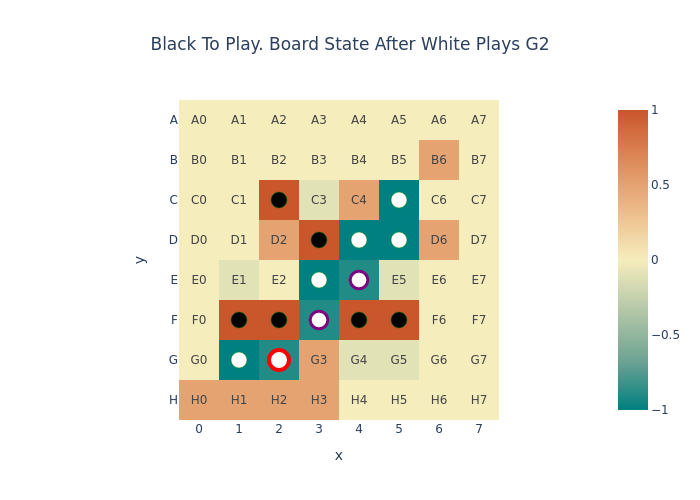 Black To Play. Board State After White Plays G2
A A0 A1 A2 A3 A4 A5 A6 A7 1
B B0 B1 B2 B3 B4 B5 B6 B7
0.5
C C0 C1 C3 C4 C6 C7
D D0 D1 D2 D6 D7
y 0
E E0 E1 E2 E5 E6 E7
F F0 F6 F7
−0.5
G G0 G3 G4 G5 G6 G7
H H0 H1 H2 H3 H4 H5 H6 H7 −1
0 1 2 3 4 5 6 7
x